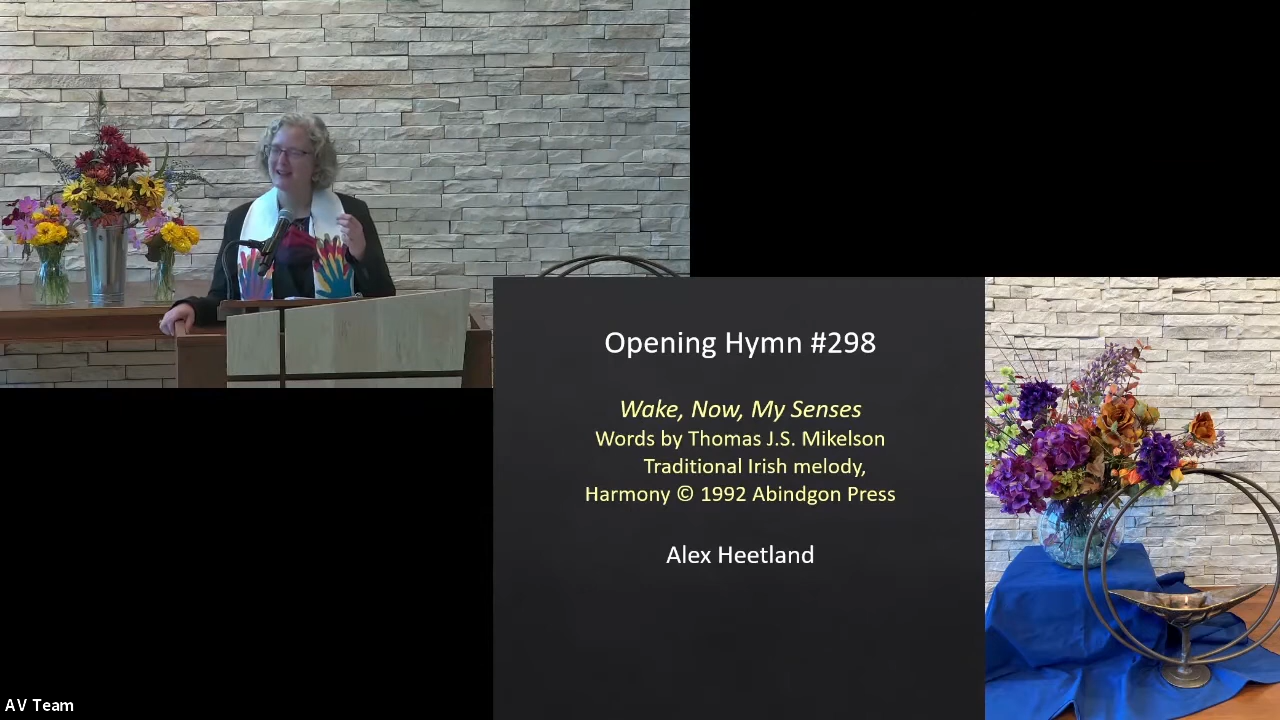 Opening Hymn #298
Wake, Now, My Senses
Words by Thomas J.S. Mikelson
Traditional Irish melody,
Harmony © 1992 Abindgon Press
Alex Heetland
AV Team